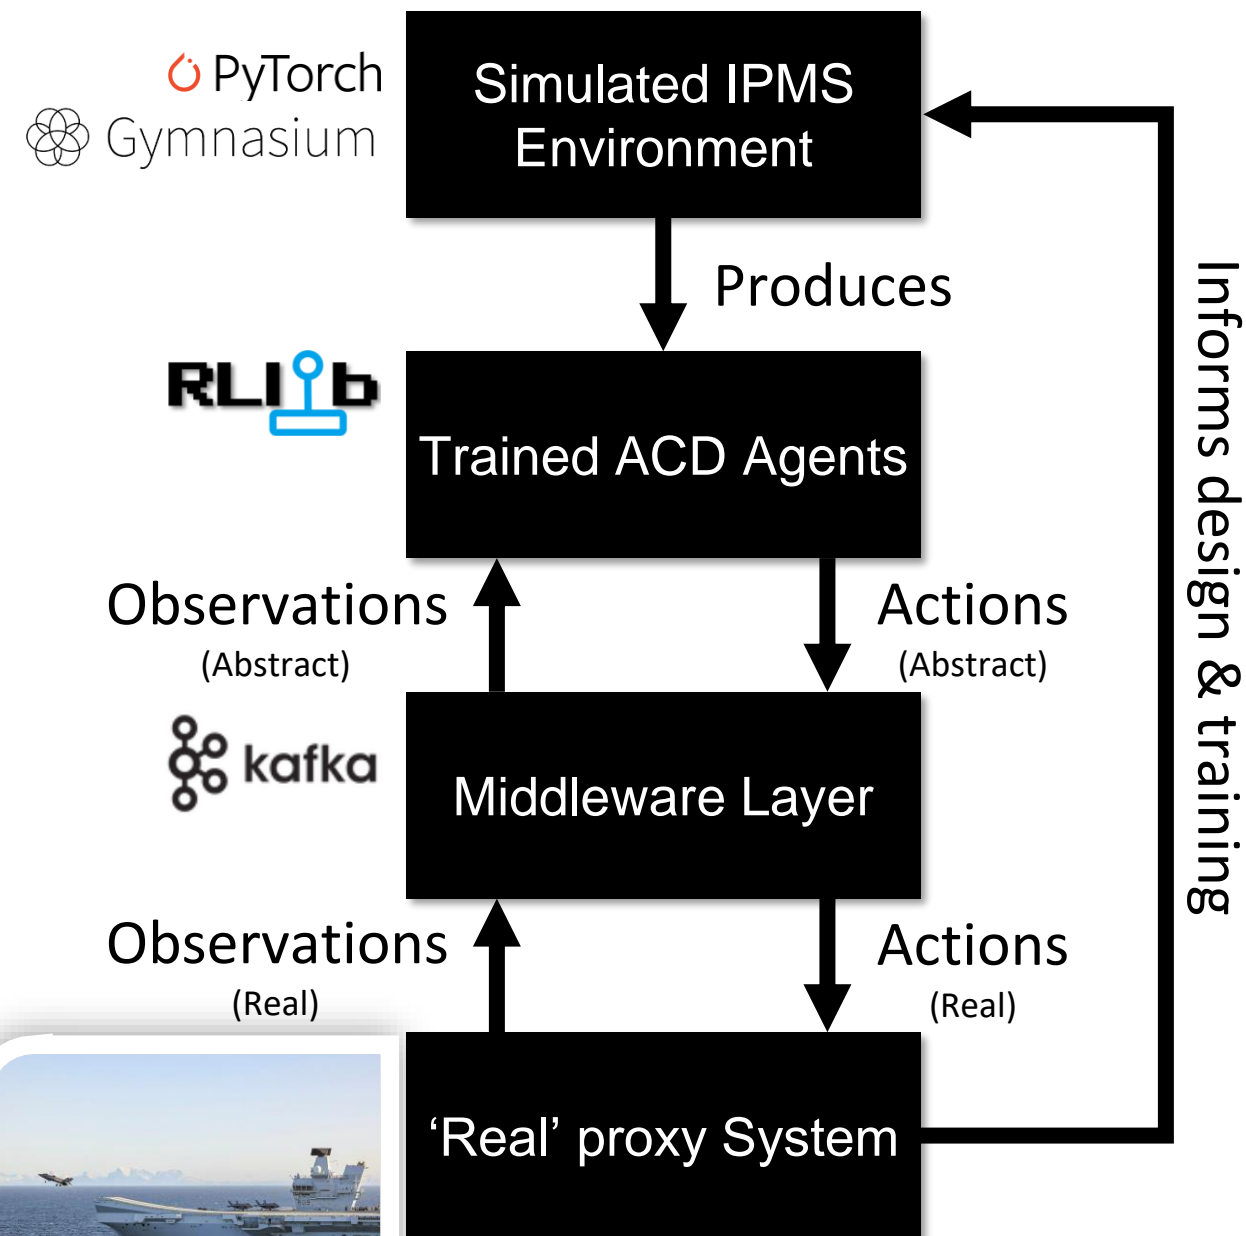 PyTorch
Gymnasium
Simulated IPMS
Environment
Produces
RLlib
Trained ACD Agents
Observations
(Abstract)
Actions
(Abstract)
kafka
Middleware Layer
Observations
(Real)
Actions
(Real)
‘Real’ proxy System
Informs design & training